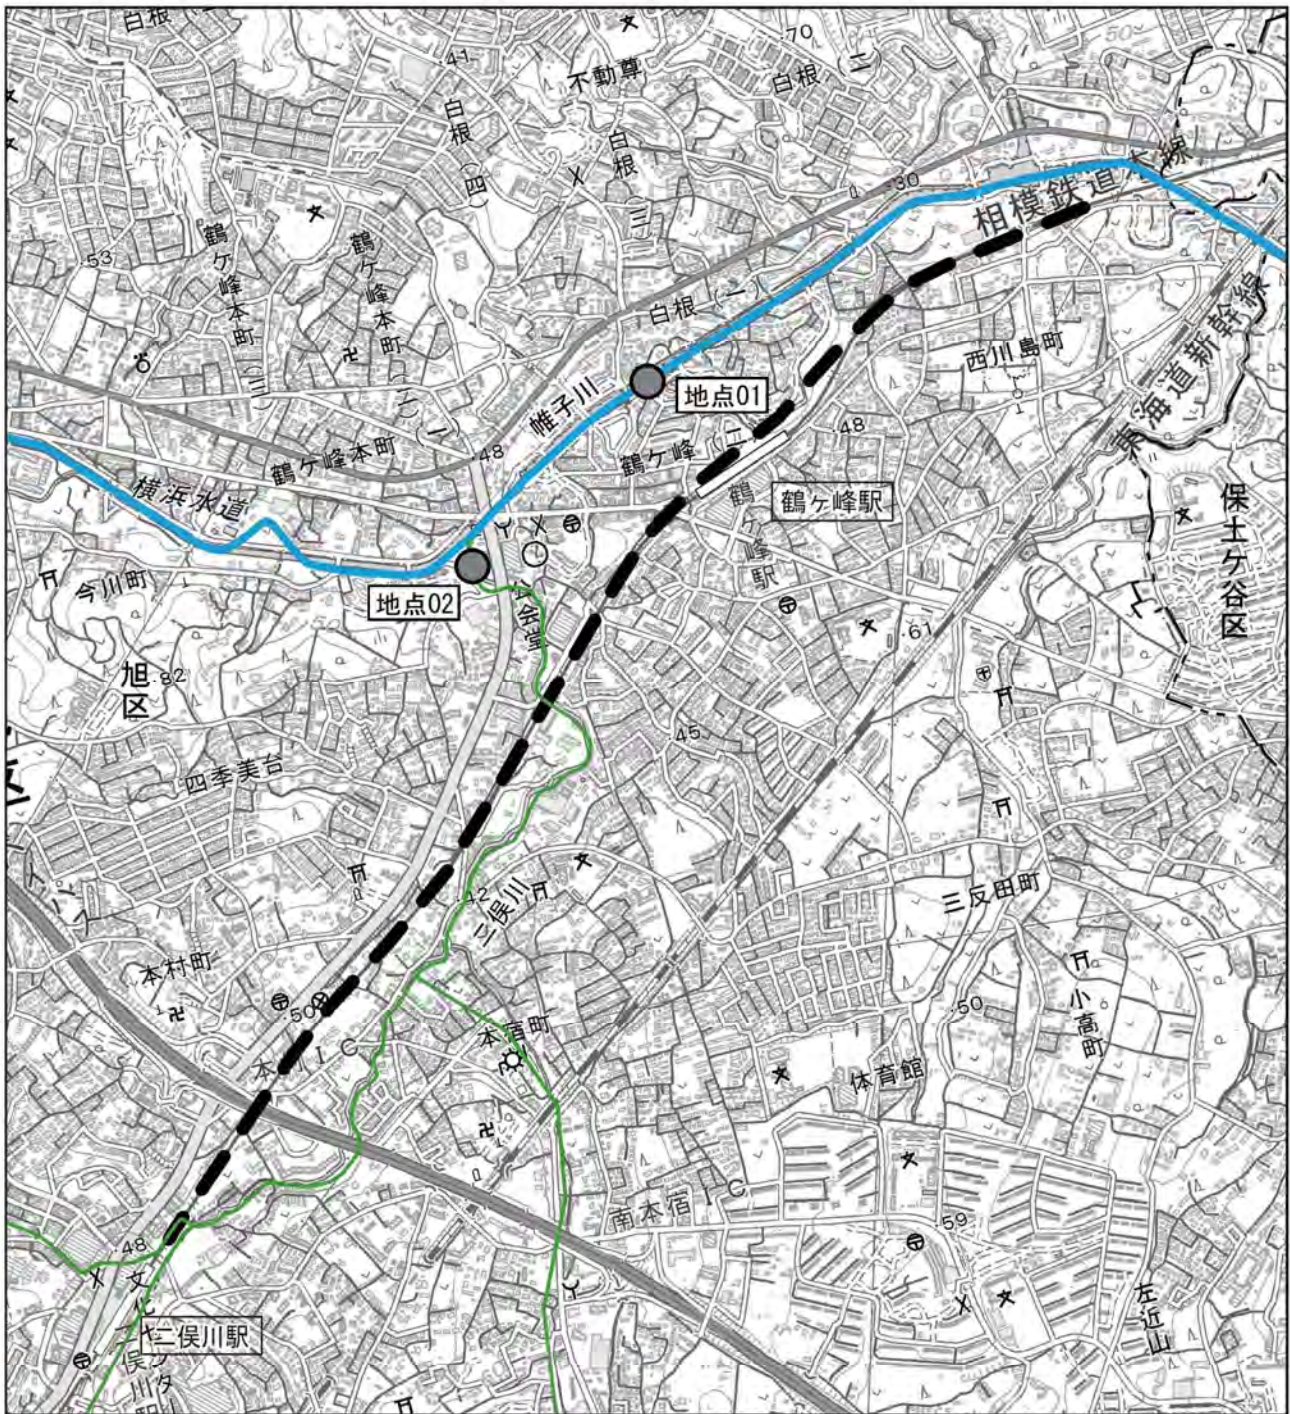 白根
41
70
不動尊
白根(二)
50
白根(四)
白根(三)
30
相模鉄道本線
53
鶴ケ峰本町(三)
鶴ケ峰本町(二)
白根(一)
西川島町
東海道新幹線
帷子川
地点01
鶴ケ峰本町(一)
48
鶴ケ峰(二)
48
横浜水道
鶴ケ峰駅
鶴ヶ峰駅
保土ケ谷区
今川町
地点02
公会堂
61
旭区
82
45
四季美台
42
二俣川
三反田町
本村町
50
本宿町
小高町
50
体育館
南本宿IC
59
左近山
48
二俣川駅